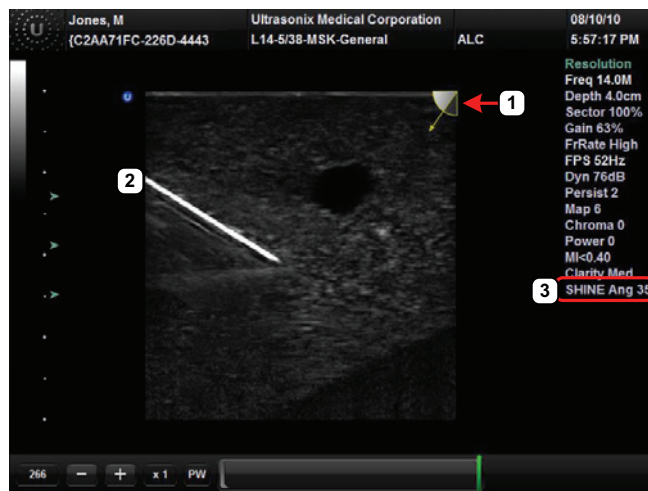 Jones, M Ultrasonix Medical Corporation 08/10/10
{C2AA71FC-226D-4443 L14-5/38-MSK-General ALC 5:57:17 PM
U
Resolution
Freq 14.0M
Depth 4.0cm
Sector 100%
Gain 63%
FrRate High
FPS 52Hz
Dyn 76dB
Persist 2
Map 6
Chroma 0
Power 0
MI<0.40
Clarity Med
SHINE Ang 35
1
2
3
266 − + x 1 PW